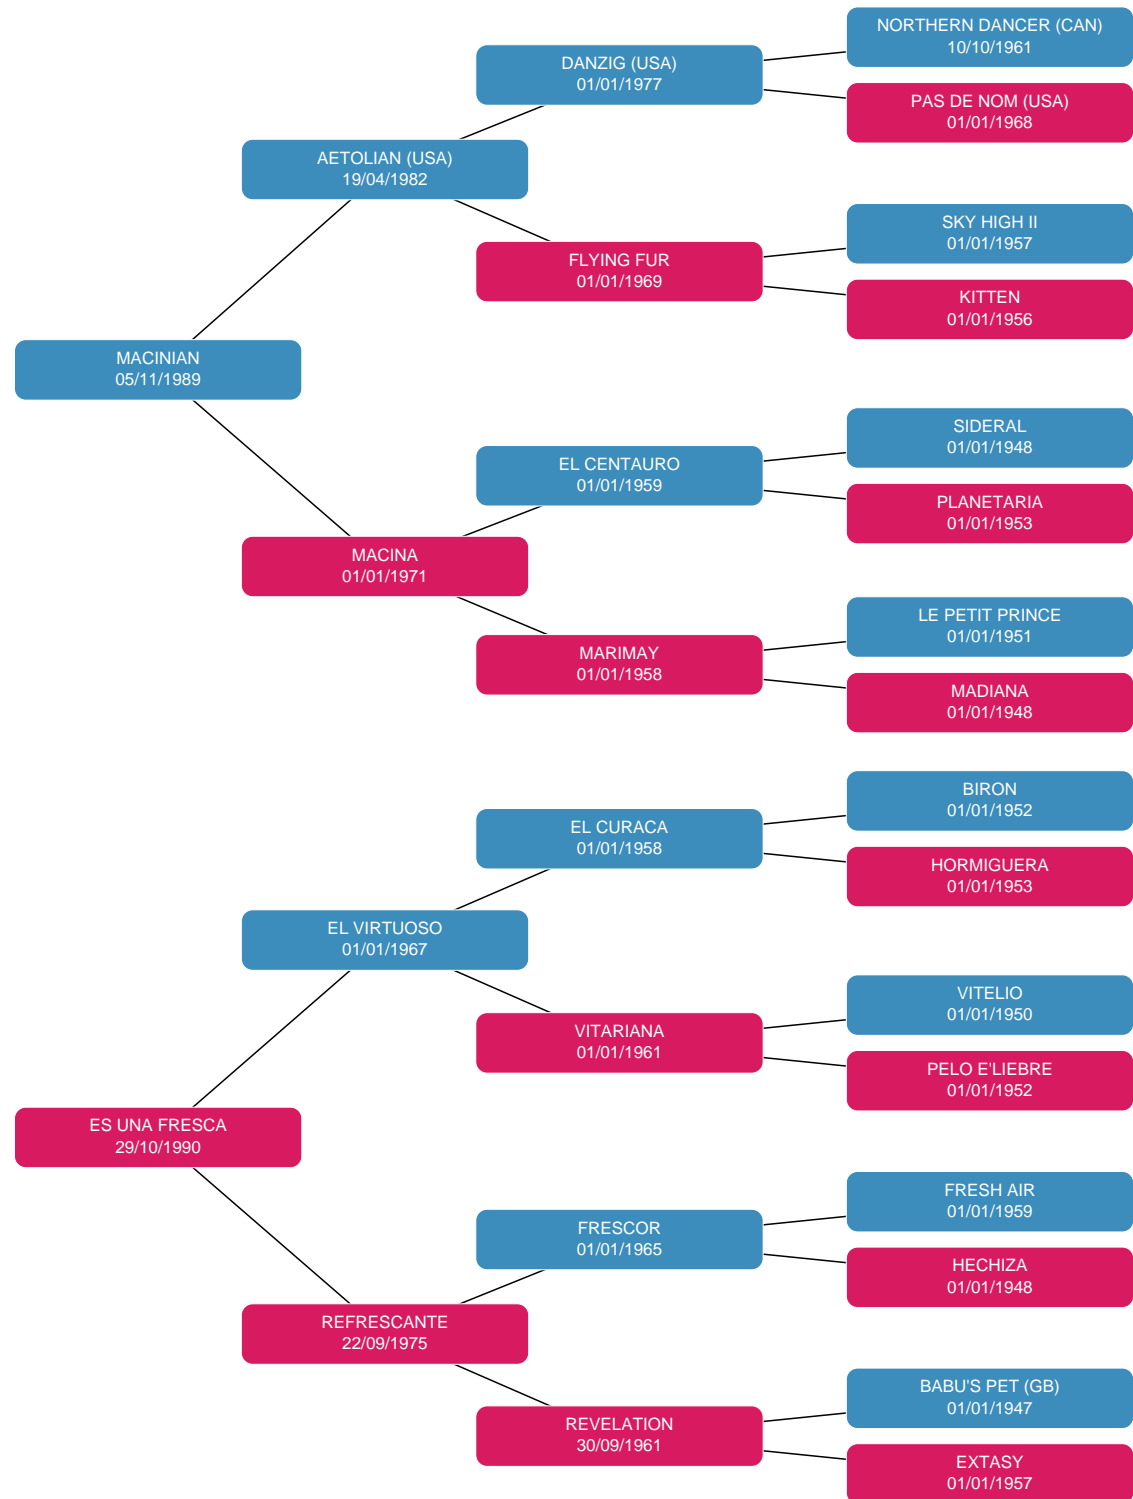 NORTHERN DANCER (CAN)
10/10/1961
DANZIG (USA)
01/01/1977
PAS DE NOM (USA)
01/01/1968
AETOLIAN (USA)
19/04/1982
SKY HIGH II
01/01/1957
FLYING FUR
01/01/1969
KITTEN
01/01/1956
MACINIAN
05/11/1989
SIDERAL
01/01/1948
EL CENTAURO
01/01/1959
PLANETARIA
01/01/1953
MACINA
01/01/1971
LE PETIT PRINCE
01/01/1951
MARIMAY
01/01/1958
MADIANA
01/01/1948
BIRON
01/01/1952
EL CURACA
01/01/1958
HORMIGUERA
01/01/1953
EL VIRTUOSO
01/01/1967
VITELIO
01/01/1950
VITARIANA
01/01/1961
PELO E'LIEBRE
01/01/1952
ES UNA FRESCA
29/10/1990
FRESH AIR
01/01/1959
FRESCOR
01/01/1965
HECHIZA
01/01/1948
REFRESCANTE
22/09/1975
BABU'S PET (GB)
01/01/1947
REVELATION
30/09/1961
EXTASY
01/01/1957